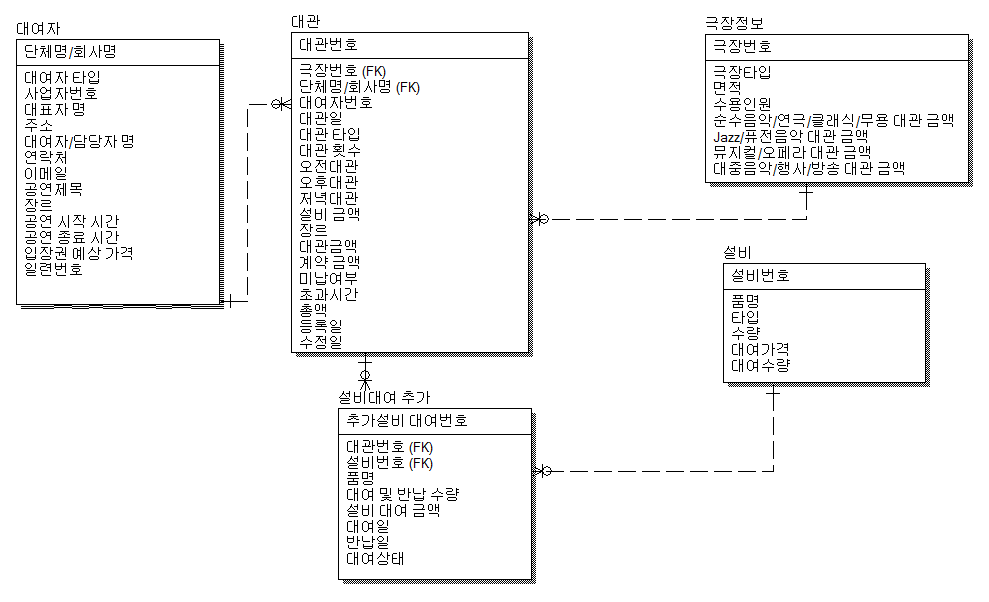 대여자
단체명/회사명
대여자 타입
사업자번호
대표자 명
주소
대여자/담당자 명
연락처
이메일
공연제목
장르
공연 시작 시간
공연 종료 시간
입장권 예상 가격
일련번호
대관
대관번호
극장번호 (FK)
단체명/회사명 (FK)
대여자번호
대관일
대관 타입
대관 횟수
오전대관
오후대관
저녁대관
설비 금액
장르
대관금액
계약 금액
미납여부
초과시간
총액
등록일
수정일
극장정보
극장번호
극장타입
면적
수용인원
순수음악/연극/클래식/무용 대관 금액
Jazz/퓨전음악 대관 금액
뮤지컬/오페라 대관 금액
대중음악/행사/방송 대관 금액
설비
설비번호
품명
타입
수량
대여가격
대여수량
설비대여 추가
추가설비 대여번호
대관번호 (FK)
설비번호 (FK)
품명
대여 및 반납 수량
설비 대여 금액
대여일
반납일
대여상태